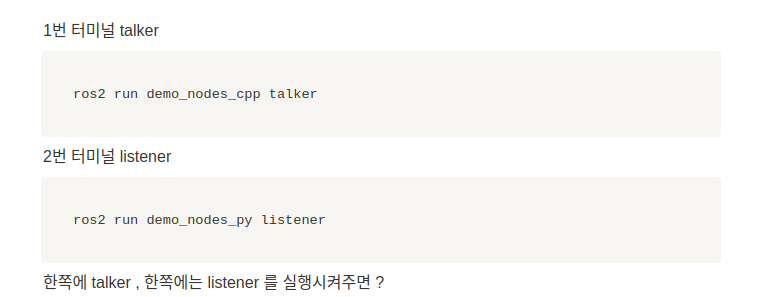 1번 터미널 talker
ros2 run demo_nodes_cpp talker
2번 터미널 listener
ros2 run demo_nodes_py listener
한쪽에 talker , 한쪽에는 listener 를 실행시켜주면 ?